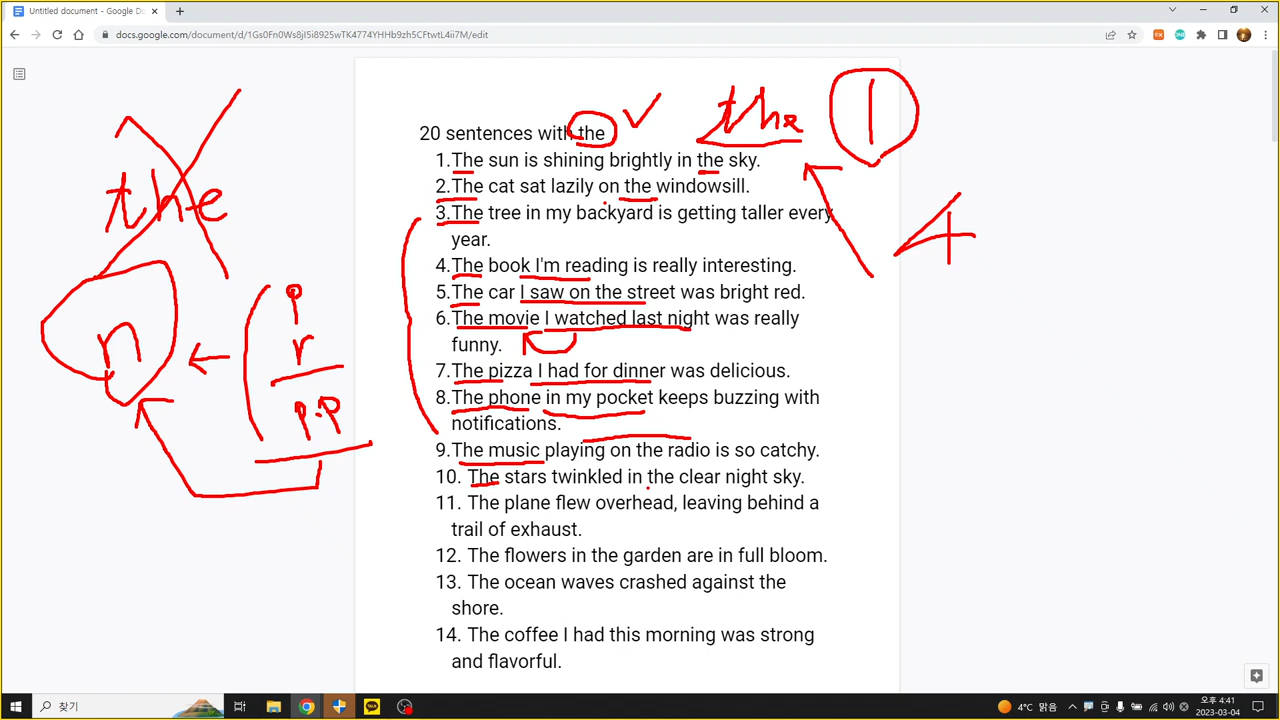 Untitled document - Google Do
docs.google.com/document/d/1Gs0Fn0Ws8jI5i8925wTK4774YHHb9zh5CFtwtL4ii7M/edit
20 sentences with the
the
1
1.The sun is shining brightly in the sky.
2.The cat sat lazily on the windowsill.
3.The tree in my backyard is getting taller every
year.
4.The book I'm reading is really interesting.
5.The car I saw on the street was bright red.
6.The movie I watched last night was really
funny.
7.The pizza I had for dinner was delicious.
8.The phone in my pocket keeps buzzing with
notifications.
9.The music playing on the radio is so catchy.
10. The stars twinkled in the clear night sky.
11. The plane flew overhead, leaving behind a
trail of exhaust.
12. The flowers in the garden are in full bloom.
13. The ocean waves crashed against the
shore.
14. The coffee I had this morning was strong
and flavorful.
the
n
r
p.p
4
찾기
4°C 맑음
오후 4:41
2023-03-04